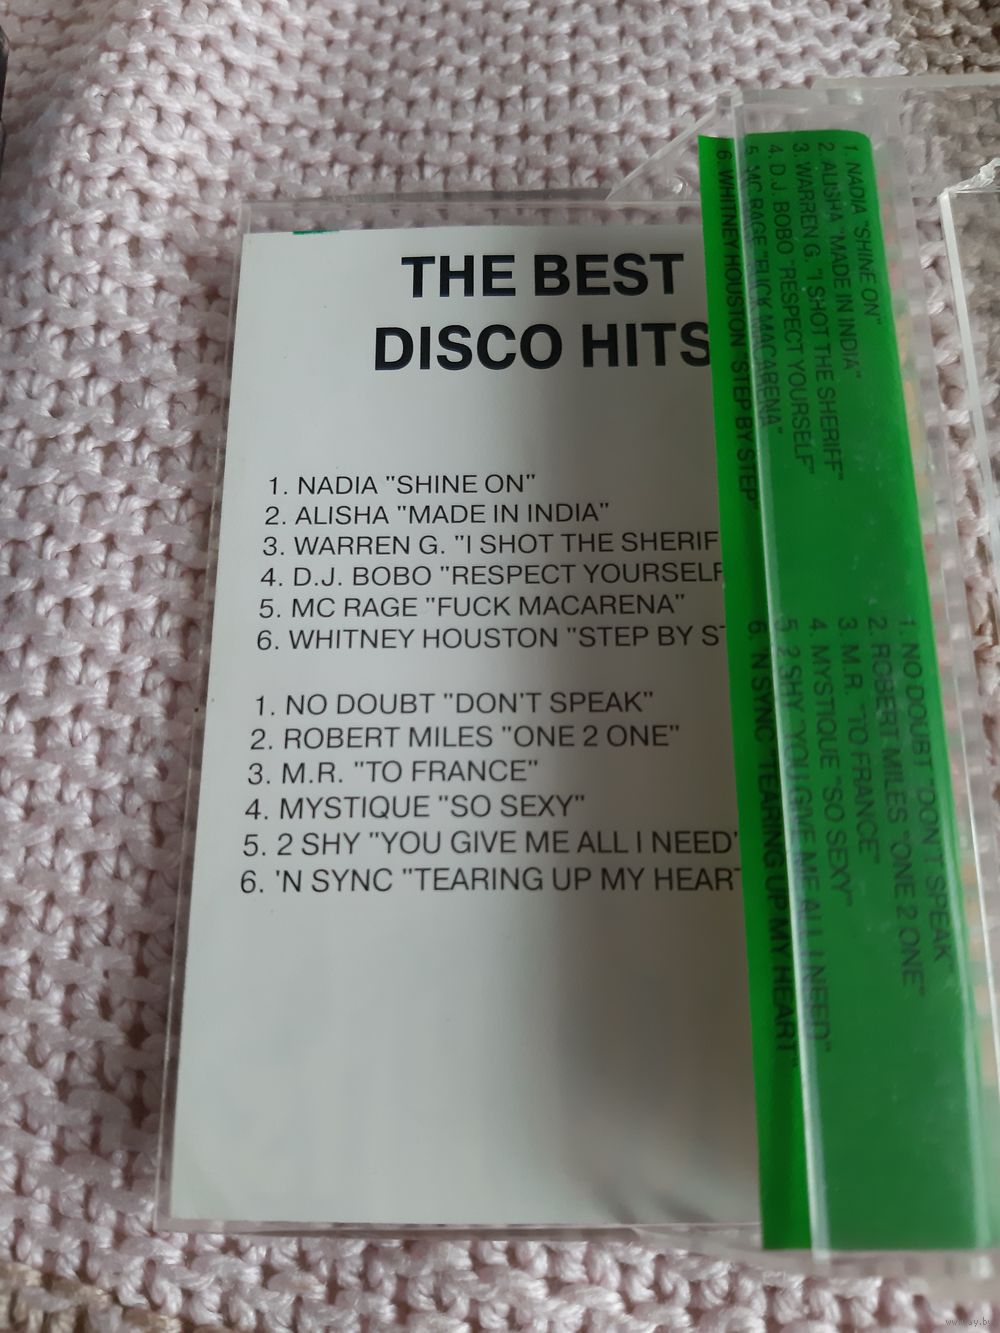 THE BEST
DISCO HITS
1. NADIA "SHINE ON"
2. ALISHA "MADE IN INDIA"
3. WARREN G. "I SHOT THE SHERIF
4. D.J. BOBO "RESPECT YOURSELF
5. MC RAGE "FUCK MACARENA"
6. WHITNEY HOUSTON "STEP BY ST
1. NO DOUBT "DON'T SPEAK"
2. ROBERT MILES "ONE 2 ONE"
3. M.R. "TO FRANCE"
4. MYSTIQUE "SO SEXY"
5. 2 SHY "YOU GIVE ME ALL I NEED"
6. 'N SYNC "TEARING UP MY HEART
1. NADIA "SHINE ON"
2. ALISHA "MADE IN INDIA"
3. WARREN G. "I SHOT THE SHERIFF"
4. D.J. BOBO "RESPECT YOURSELF"
5. MC RAGE "FUCK MACARENA"
6. WHITNEY HOUSTON "STEP BY STEP"
1. NO DOUBT "DON'T SPEAK"
2. ROBERT MILES "ONE 2 ONE"
3. M.R. "TO FRANCE"
4. MYSTIQUE "SO SEXY"
5. 2 SHY "YOU GIVE ME ALL I NEED"
6. 'N SYNC "TEARING UP MY HEART"